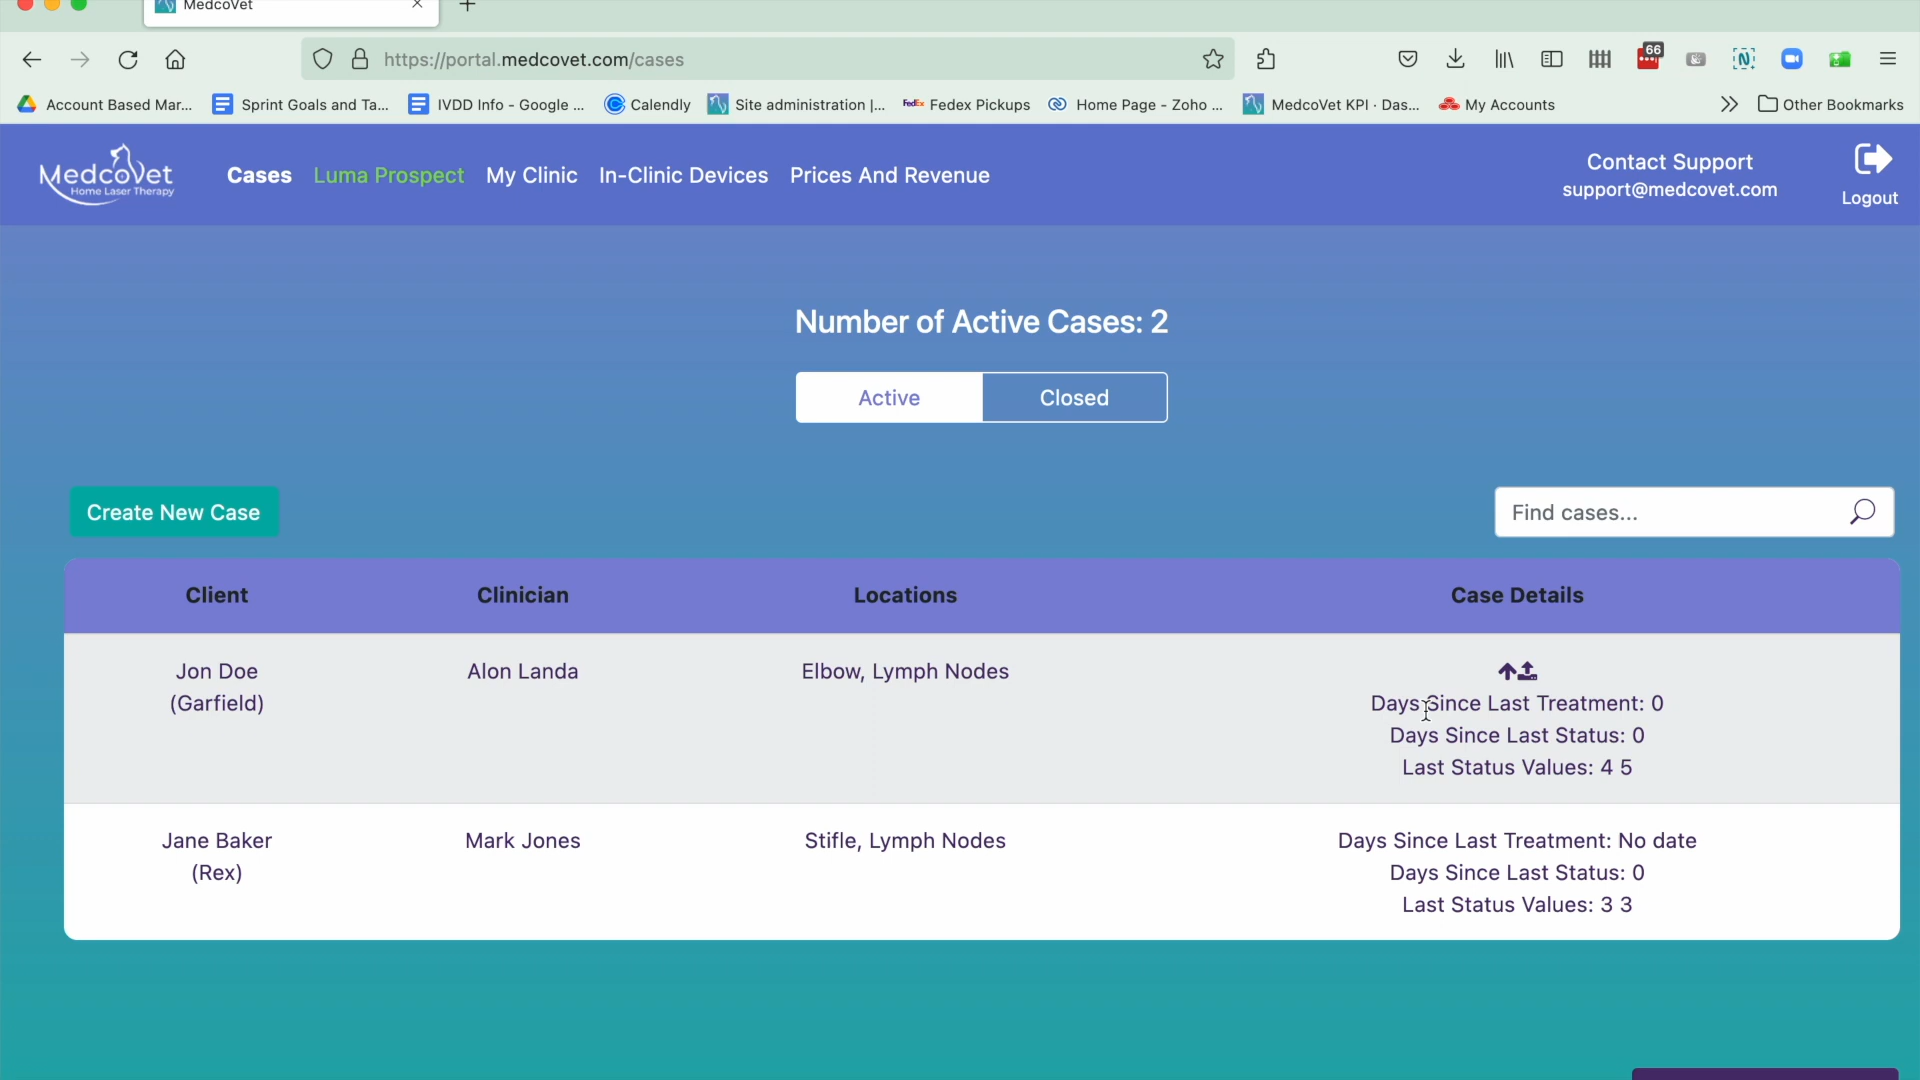 MedcoVet
https://portal.medcovet.com/cases
66
Account Based Mar...
Sprint Goals and Ta...
IVDD Info - Google ...
Calendly
Site administration |...
FedEx
Fedex Pickups
Home Page - Zoho ...
MedcoVet KPI · Das...
My Accounts
Other Bookmarks
MedcoVet
Home Laser Therapy
Cases
Luma Prospect
My Clinic
In-Clinic Devices
Prices And Revenue
Contact Support
support@medcovet.com
Logout
Number of Active Cases: 2
Active
Closed
Create New Case
Find cases...
Client
Clinician
Locations
Case Details
Jon Doe
(Garfield)
Alon Landa
Elbow, Lymph Nodes
Days Since Last Treatment: 0
Days Since Last Status: 0
Last Status Values: 4 5
Jane Baker
(Rex)
Mark Jones
Stifle, Lymph Nodes
Days Since Last Treatment: No date
Days Since Last Status: 0
Last Status Values: 3 3